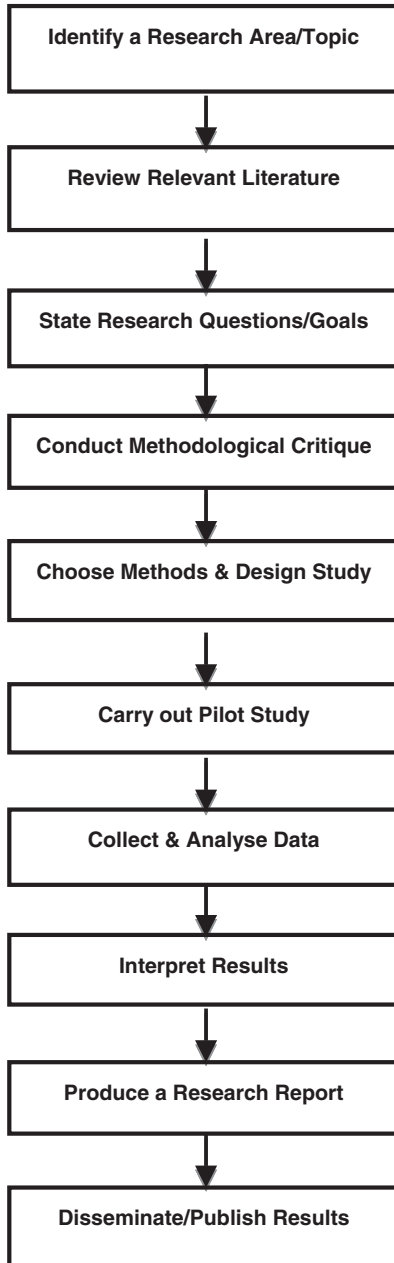 Identify a Research Area/Topic
Review Relevant Literature
State Research Questions/Goals
Conduct Methodological Critique
Choose Methods & Design Study
Carry out Pilot Study
Collect & Analyse Data
Interpret Results
Produce a Research Report
Disseminate/Publish Results